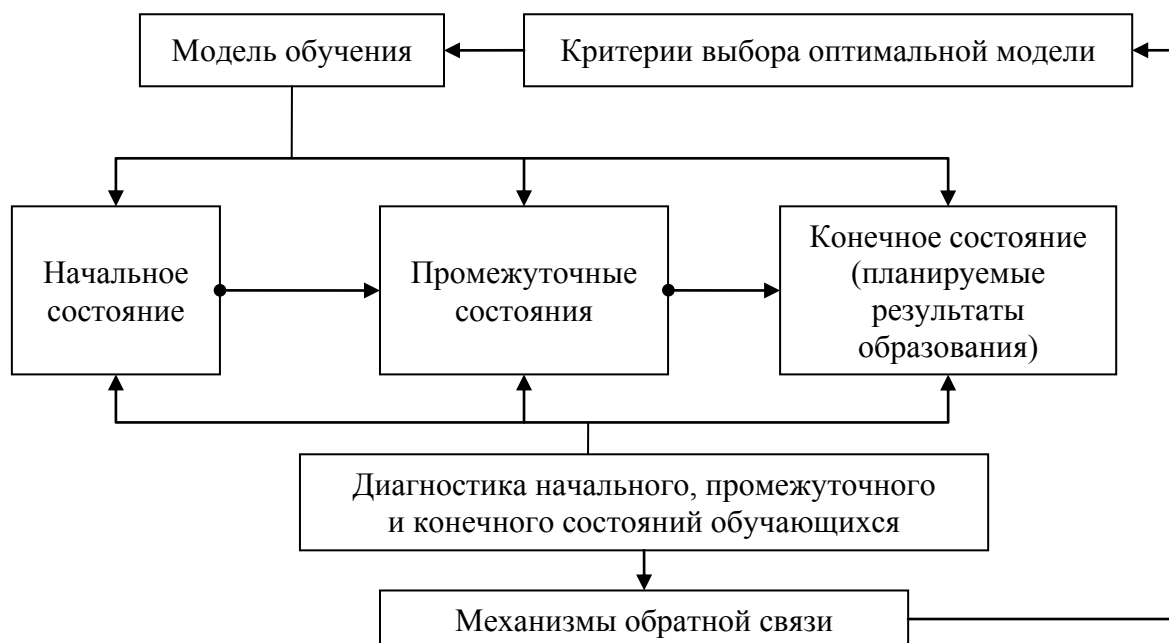 Модель обучения
Критерии выбора оптимальной модели
Начальное
состояние
Промежуточные
состояния
Конечное состояние
(планируемые
результаты
образования)
Диагностика начального, промежуточного
и конечного состояний обучающихся
Механизмы обратной связи